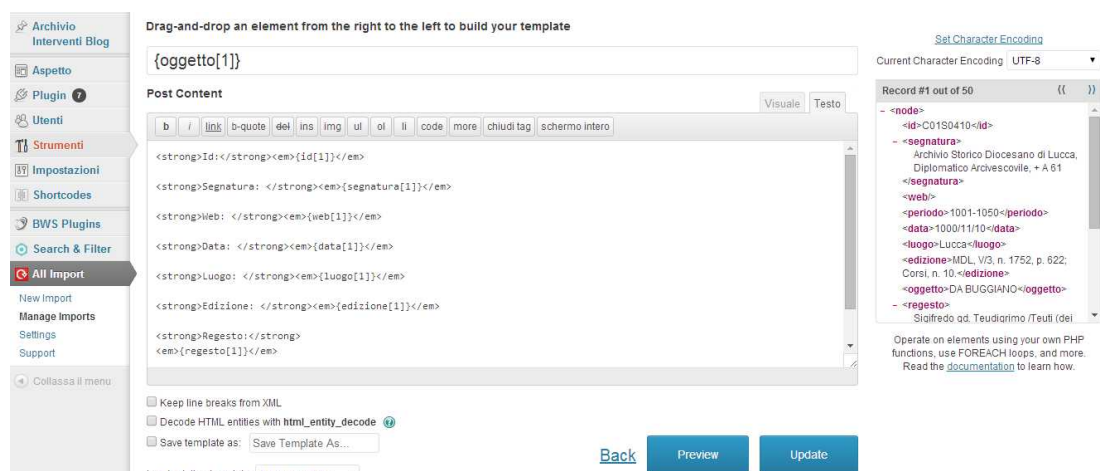 Archivio
Interventi Blog
Aspetto
Plugin 7
Utenti
Strumenti
Impostazioni
Shortcodes
BWS Plugins
Search & Filter
All Import
New Import
Manage Imports
Settings
Support
Collassa il menu
Drag-and-drop an element from the right to the left to build your template
{oggetto[1]}
Post Content
Visuale Testo
b i link b-quote del ins img ul ol li code more chiudi tag schermo intero
<strong>Id:</strong><em>{id[1]}</em>
<strong>Segnatura: </strong><em>{segnatura[1]}</em>
<strong>Web: </strong><em>{web[1]}</em>
<strong>Data: </strong><em>{data[1]}</em>
<strong>Luogo: </strong><em>{luogo[1]}</em>
<strong>Edizione: </strong><em>{edizione[1]}</em>
<strong>Regesto:</strong>
<em>{regesto[1]}</em>
Keep line breaks from XML
Decode HTML entities with html_entity_decode ?
Save template as: Save Template As...
Back Preview Update
Set Character Encoding
Current Character Encoding UTF-8
Record #1 out of 50 (( ))
– <node>
<id>C01S0410</id>
– <segnatura>
Archivio Storico Diocesano di Lucca,
Diplomatico Arcivescovile, + A 61
</segnatura>
<web/>
<periodo>1001-1050</periodo>
<data>1000/11/10</data>
<luogo>Lucca</luogo>
<edizione>MDL, V/3, n. 1752, p. 622;
Corsi, n. 10.</edizione>
<oggetto>DA BUGGIANO</oggetto>
– <regesto>
Sigifredo qd. Teudigrimo /Teuti (dei
Operate on elements using your own PHP
functions, use FOREACH loops, and more.
Read the documentation to learn how.